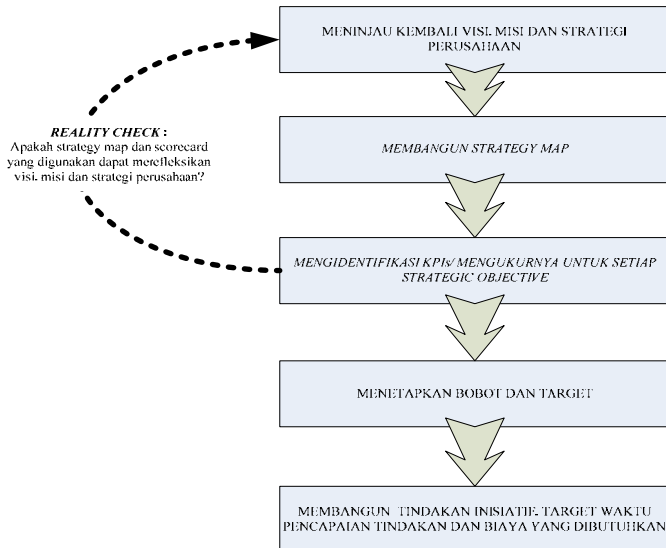 MENINJAU KEMBALI VISI, MISI DAN STRATEGI
PERUSAHAAN
REALITY CHECK :
Apakah strategy map dan scorecard
yang digunakan dapat merefleksikan
visi, misi dan strategi perusahaan?
MEMBANGUN STRATEGY MAP
MENGIDENTIFIKASI KPIs/ MENGUKURNYA UNTUK SETIAP
STRATEGIC OBJECTIVE
MENETAPKAN BOBOT DAN TARGET
MEMBANGUN TINDAKAN INISIATIF, TARGET WAKTU
PENCAPAIAN TINDAKAN DAN BIAYA YANG DIBUTUHKAN